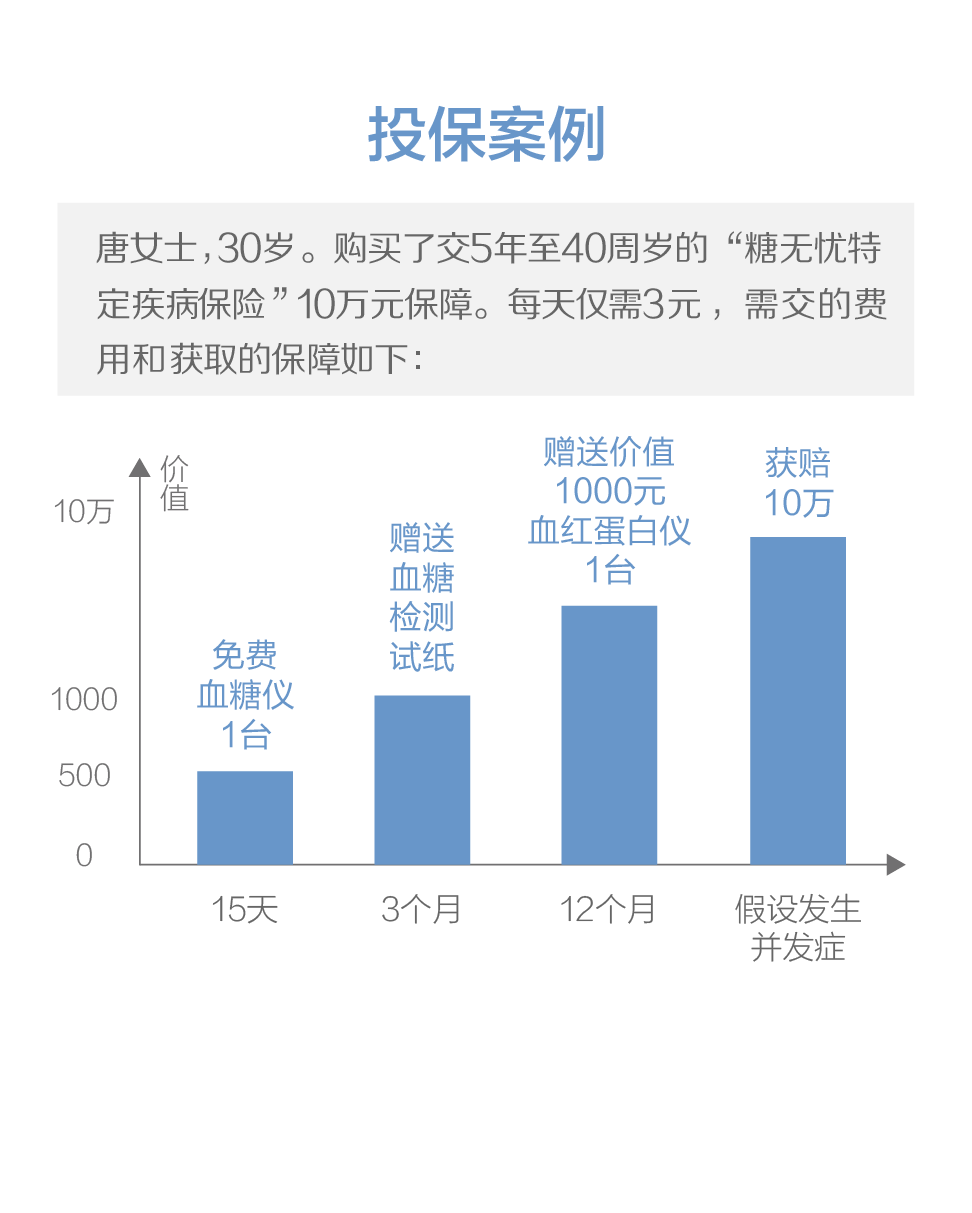 投保案例
唐女士,30岁。购买了交5年至40周岁的“糖无忧特
定疾病保险”10万元保障。每天仅需3元，需交的费
用和获取的保障如下:
价
值
10万
1000
500
0
免费
血糖仪
1台
赠送
血糖
检测
试纸
赠送价值
1000元
血红蛋白仪
1台
获赔
10万
15天
3个月
12个月
假设发生
并发症